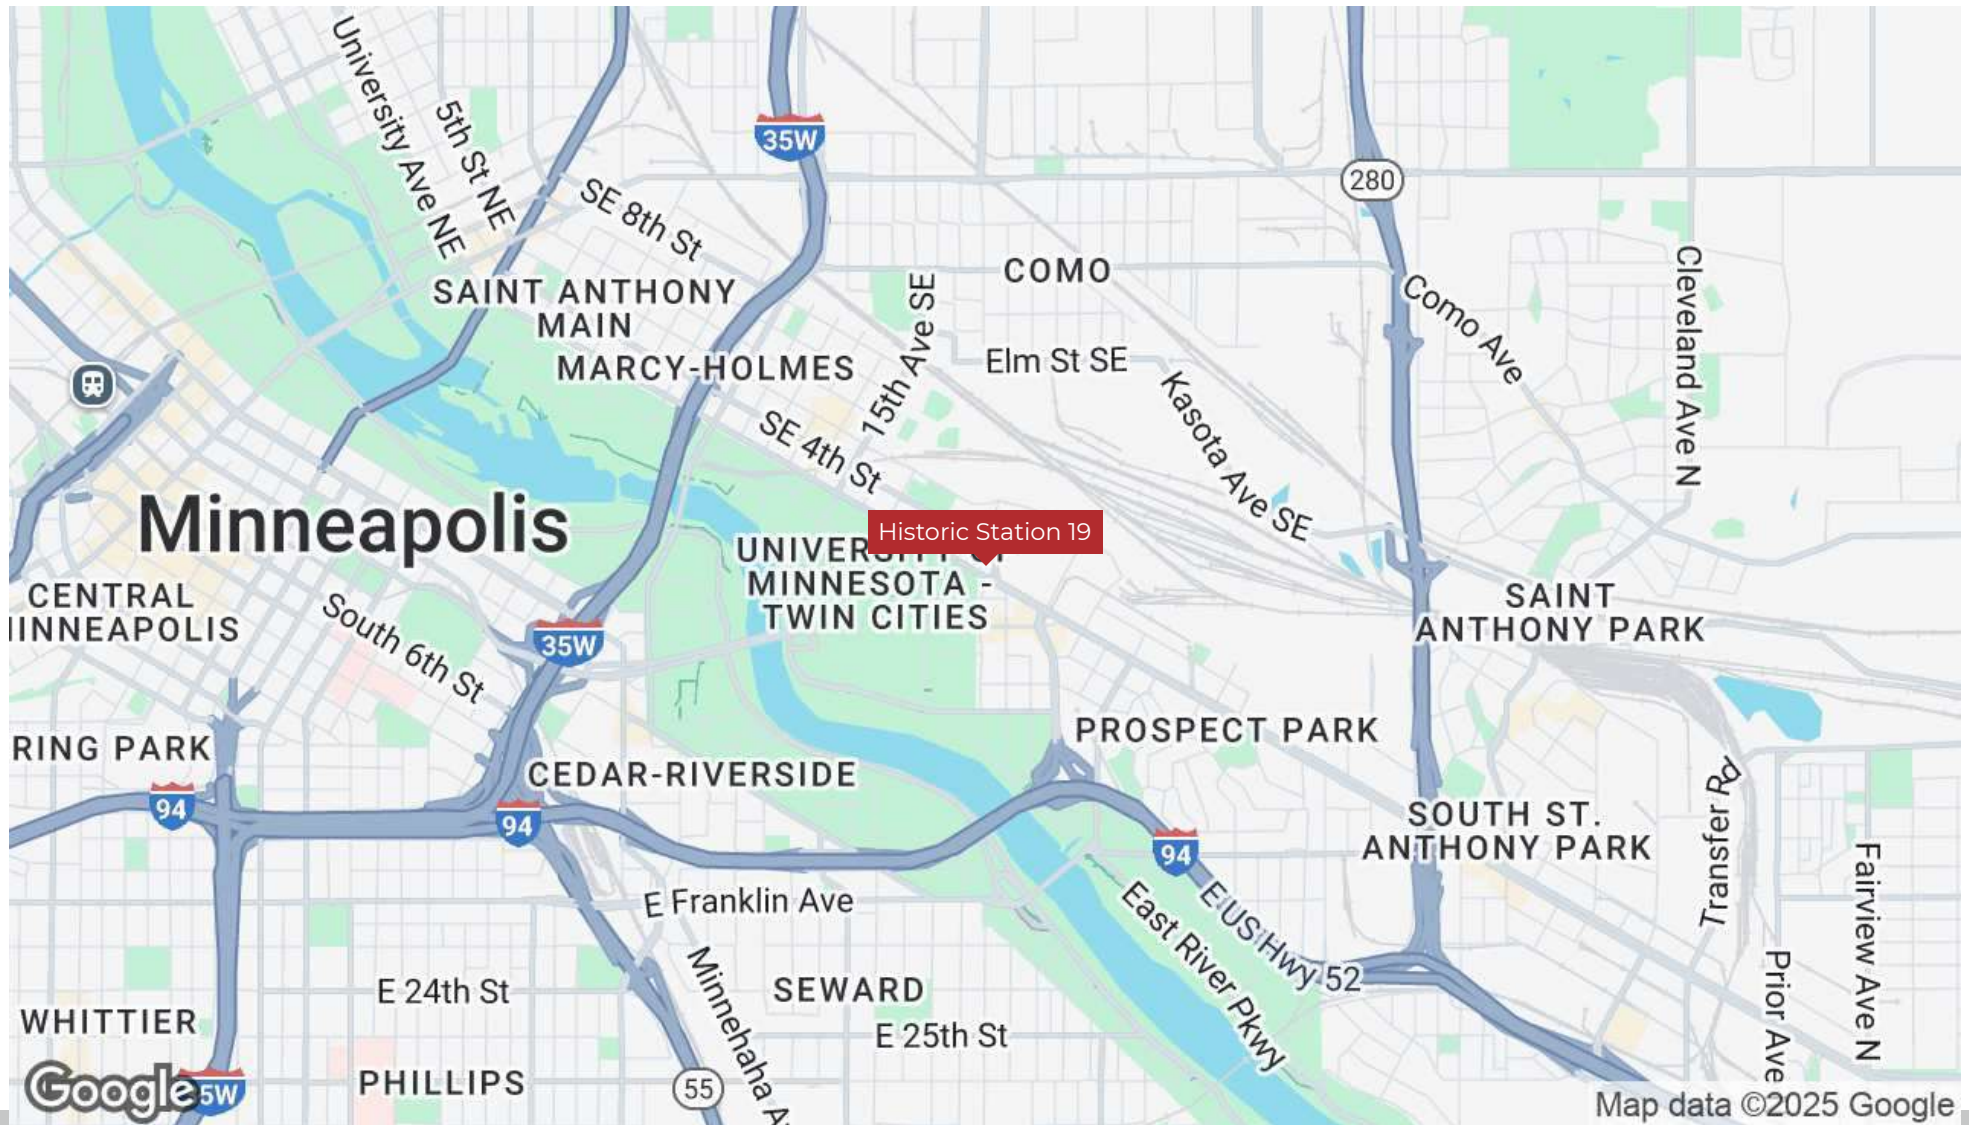 University Ave NE
5th St NE
35W
SE 8th St
280
COMO
Como Ave
Cleveland Ave N
SAINT ANTHONY
MAIN
MARCY-HOLMES
15th Ave SE
Elm St SE
Kasota Ave SE
SE 4th St
Minneapolis
Historic Station 19
UNIVERSITY OF
MINNESOTA -
TWIN CITIES
CENTRAL
MINNEAPOLIS
South 6th St
35W
SAINT
ANTHONY PARK
RING PARK
PROSPECT PARK
94
94
CEDAR-RIVERSIDE
94
SOUTH ST.
ANTHONY PARK
Transfer Rd
Fairview Ave N
E Franklin Ave
East River Pkwy
E US Hwy 52
Prior Ave
E 24th St
Minnehaha A
SEWARD
WHITTIER
E 25th St
PHILLIPS
55
Google
5W
Map data ©2025 Google